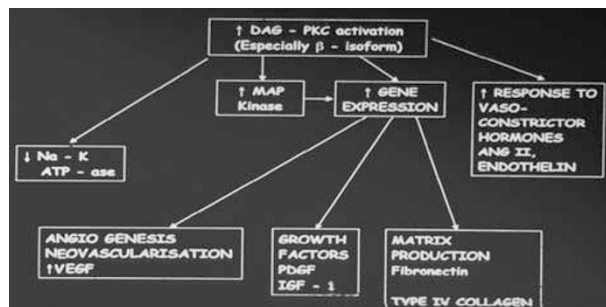 ↑ DAG - PKC activation
(Especially β - isoform)
↑ MAP
Kinase
↑ GENE
EXPRESSION
↑ RESPONSE TO
VASO-
CONSTRICTOR
HORMONES
ANG II,
ENDOTHELIN
↓ Na - K
ATP - ase
ANGIO GENESIS
NEOVASCULARISATION
↑VEGF
GROWTH
FACTORS
PDGF
IGF - 1
MATRIX
PRODUCTION
Fibronectin
TYPE IV COLLAGEN